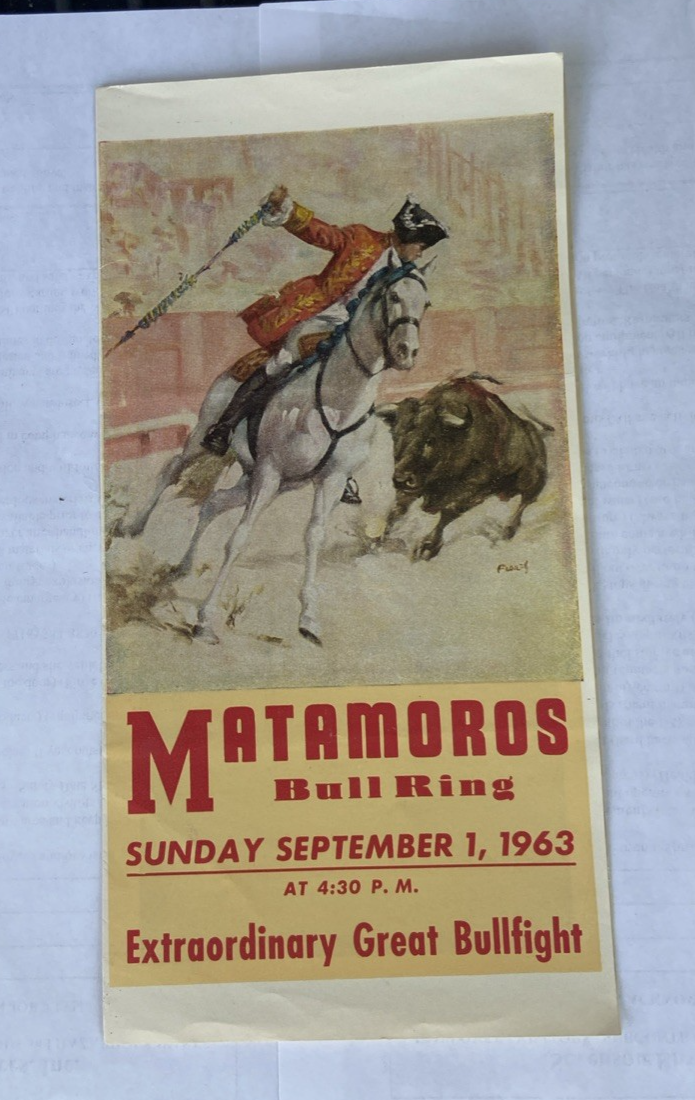 MATAMOROS
Bull Ring
SUNDAY SEPTEMBER 1, 1963
AT 4:30 P. M.
Extraordinary Great Bullfight